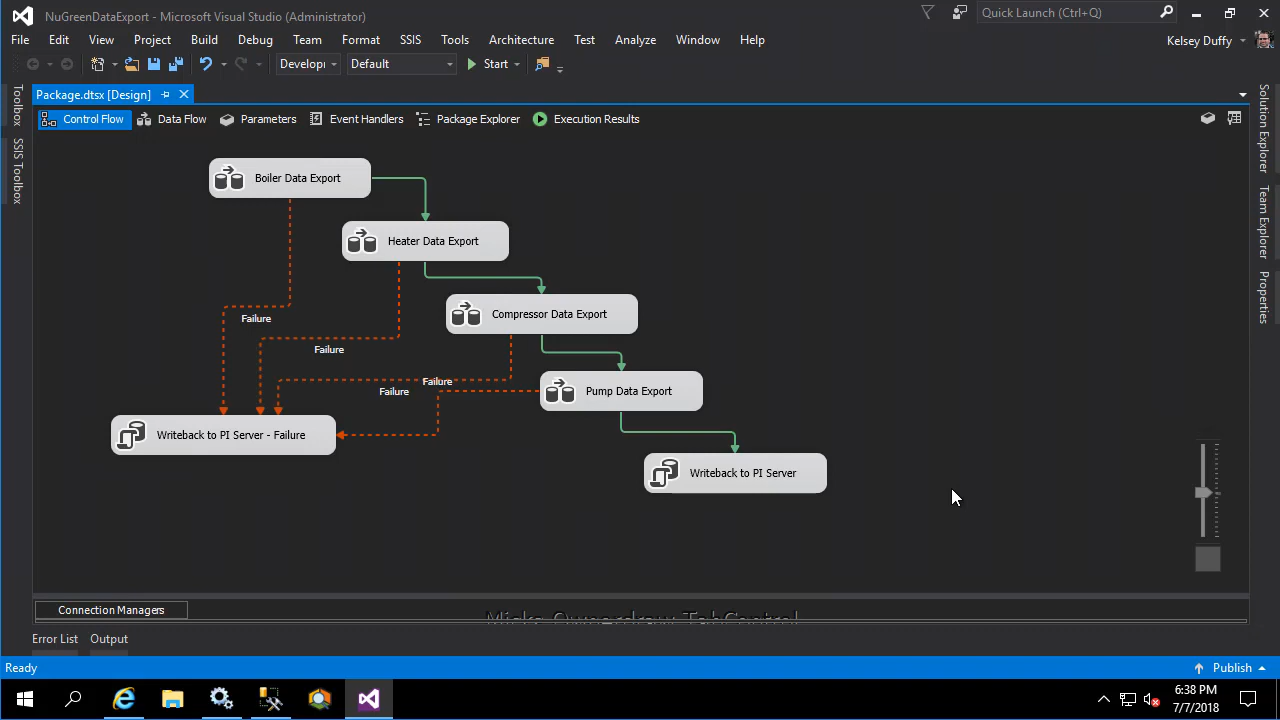 NuGreenDataExport - Microsoft Visual Studio (Administrator)
Quick Launch (Ctrl+Q)
File Edit View Project Build Debug Team Format SSIS Tools Architecture Test Analyze Window Help
Kelsey Duffy
Develop Default Start
Package.dtsx [Design]
Control Flow Data Flow Parameters Event Handlers Package Explorer Execution Results
Toolbox
SSIS Toolbox
Solution Explorer
Team Explorer
Properties
Boiler Data Export
Heater Data Export
Compressor Data Export
Failure
Failure
Failure
Failure
Pump Data Export
Writeback to PI Server - Failure
Writeback to PI Server
Connection Managers
Micks Ownerdraw TabControl
Error List Output
Ready
Publish
6:38 PM
7/7/2018